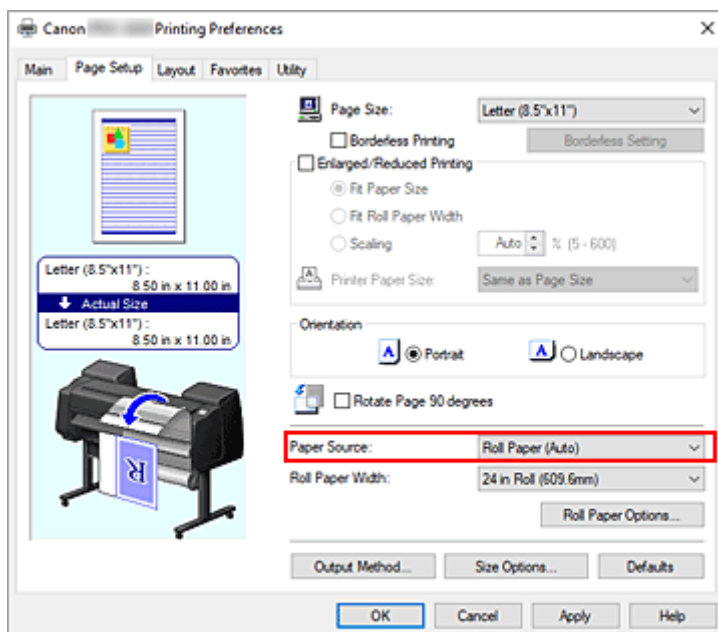 Canon Printing Preferences
Main Page Setup Layout Favorites Utility
Page Size: Letter (8.5"x11")
Borderless Printing Borderless Setting
Enlarged/Reduced Printing
Fit Paper Size
Fit Roll Paper Width
Scaling Auto % (5 - 600)
Printer Paper Size: Same as Page Size
Letter (8.5"x11") :
8.50 in x 11.00 in
Actual Size
Letter (8.5"x11") :
8.50 in x 11.00 in
Orientation
A Portrait A Landscape
Rotate Page 90 degrees
R
Paper Source: Roll Paper (Auto)
Roll Paper Width: 24 in Roll (609.6mm)
Roll Paper Options...
Output Method... Size Options... Defaults
OK Cancel Apply Help